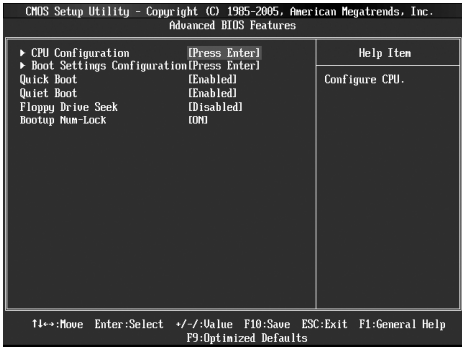 CMOS Setup Utility - Copyright (C) 1985-2005, American Megatrends, Inc.
Advanced BIOS Features
▶ CPU Configuration [Press Enter]
▶ Boot Settings Configuration[Press Enter]
Quick Boot [Enabled]
Quiet Boot [Enabled]
Floppy Drive Seek [Disabled]
Bootup Num-Lock [ON]
Help Item
Configure CPU.
↑↓↔:Move Enter:Select +/-/:Value F10:Save ESC:Exit F1:General Help
F9:Optimized Defaults